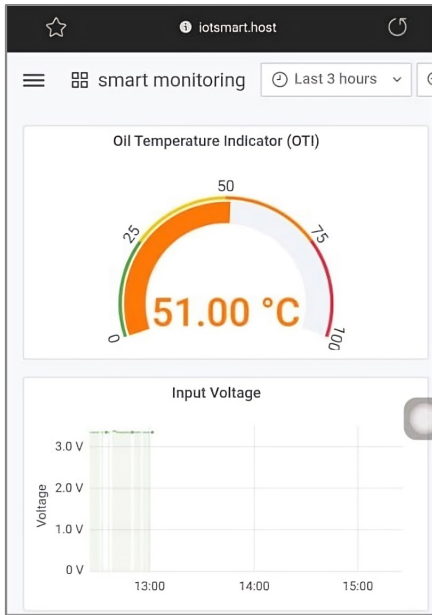 iotsmart.host
smart monitoring
Last 3 hours
Oil Temperature Indicator (OTI)
0
25
50
75
100
51.00 °C
Input Voltage
Voltage
3.0 V
2.0 V
1.0 V
0 V
13:00 14:00 15:00